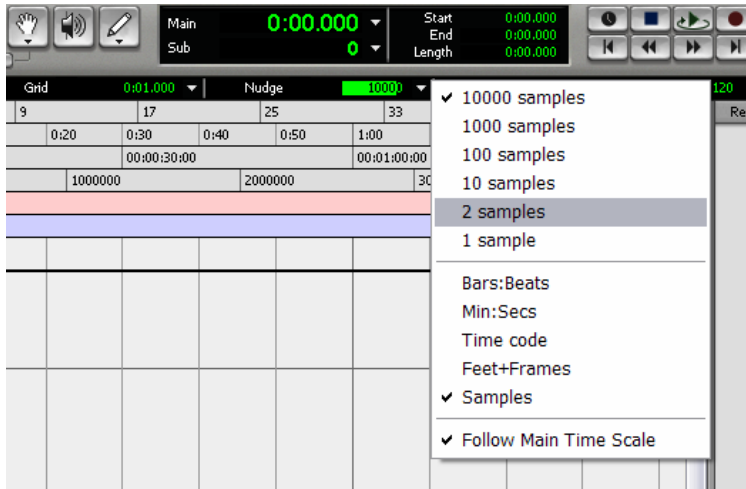 Main 0:00.000
Sub 0
Start 0:00.000
End 0:00.000
Length 0:00.000
Grid 0:01.000 Nudge 10000 120
9 17 25 33 Re
0:20 0:30 0:40 0:50 1:00
00:00:30:00 00:01:00:00
1000000 2000000 30
10000 samples
1000 samples
100 samples
10 samples
2 samples
1 sample
Bars:Beats
Min:Secs
Time code
Feet+Frames
Samples
Follow Main Time Scale